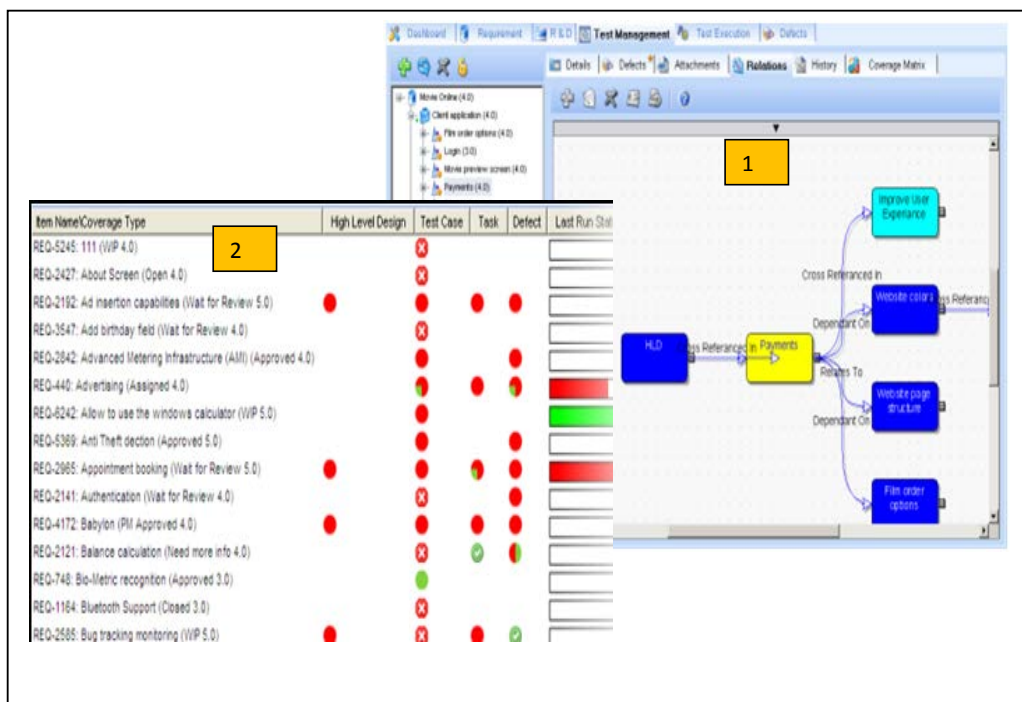 Dashboard Requirement R & D Test Management Test Execution Defects
Details Defects Attachments Relations History Coverage Matrix
Movie Online (4.0)
Client application (4.0)
Film order options (4.0)
Login (3.0)
Movie preview screen (4.0)
Payments (4.0)
1
Improve User
Experiance
Cross Referanced In
Website colors
Cross Referanc
Dependant On
HLD
Cross Referanced In
Payments
Relates To
Website page
structure
Dependant On
Film order
options
Item Name\Coverage Type High Level Design Test Case Task Defect Last Run Stat
2
REQ-5245: 111 (WIP 4.0)
REQ-2427: About Screen (Open 4.0)
REQ-2192: Ad insertion capabilities (Wait for Review 5.0)
REQ-3547: Add birthday field (Wait for Review 4.0)
REQ-2842: Advanced Metering Infrastructure (AMI) (Approved 4.0)
REQ-440: Advertising (Assigned 4.0)
REQ-6242: Allow to use the windows calculator (WIP 5.0)
REQ-5369: Anti Theft dection (Approved 5.0)
REQ-2965: Appointment booking (Wait for Review 5.0)
REQ-2141: Authentication (Wait for Review 4.0)
REQ-4172: Babylon (PM Approved 4.0)
REQ-2121: Balance calculation (Need more info 4.0)
REQ-748: Bio-Metric recognition (Approved 3.0)
REQ-1164: Bluetooth Support (Closed 3.0)
REQ-2585: Bug tracking monitoring (WIP 5.0)